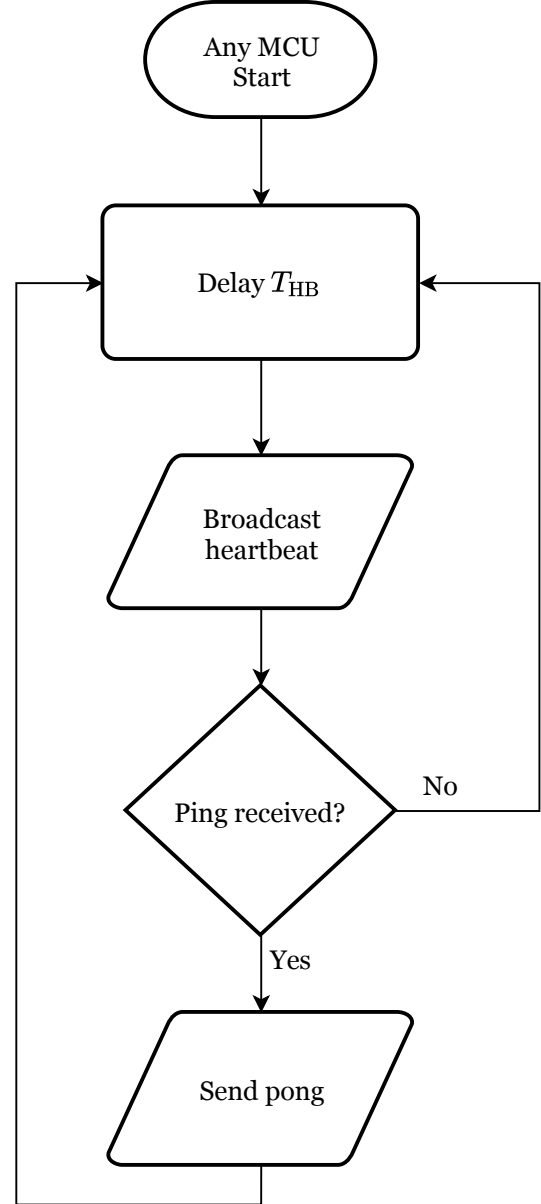 Any MCU
Start
Delay T_HB
Broadcast
heartbeat
Ping received?
No
Yes
Send pong